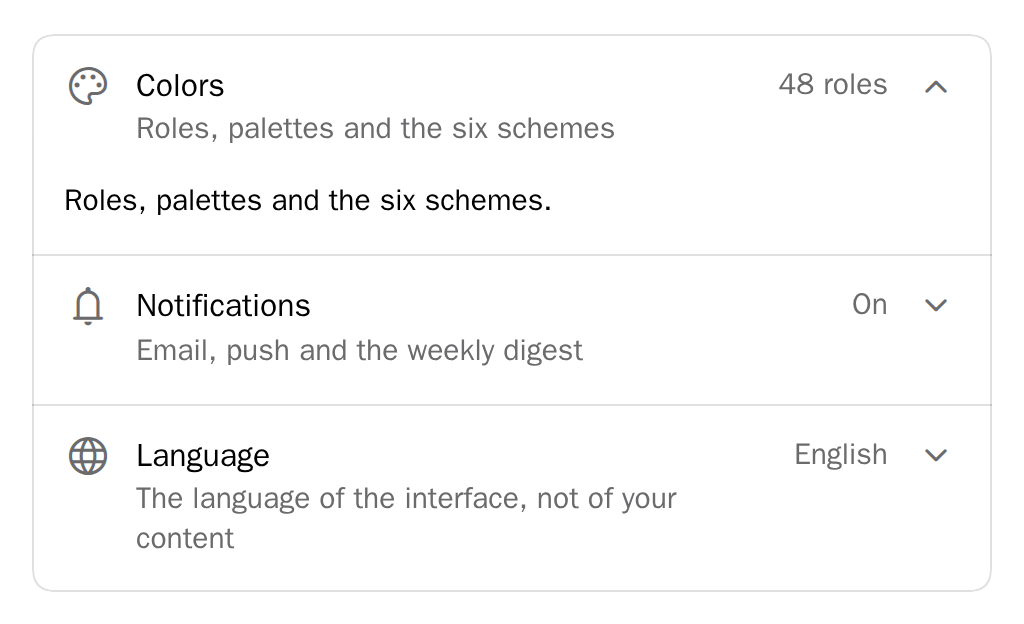 Colors
48 roles
Roles, palettes and the six schemes
Roles, palettes and the six schemes.
Notifications
On
Email, push and the weekly digest
Language
English
The language of the interface, not of your
content